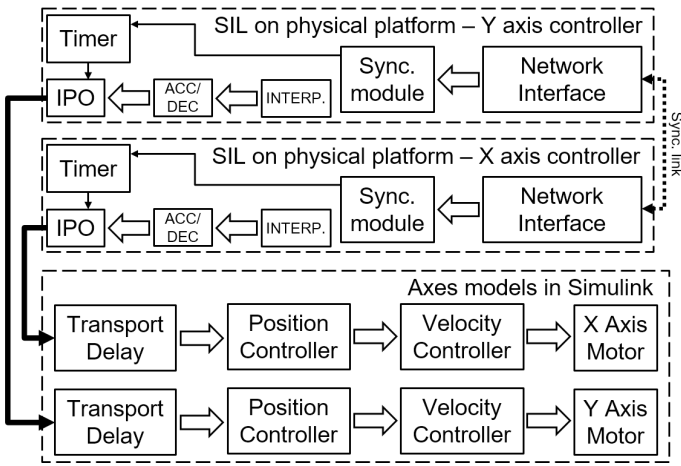 SIL on physical platform – Y axis controller
Timer
Sync.
module
Network
Interface
IPO
ACC/
DEC
INTERP.
Sync. link
SIL on physical platform – X axis controller
Timer
Sync.
module
Network
Interface
IPO
ACC/
DEC
INTERP.
Axes models in Simulink
Transport
Delay
Position
Controller
Velocity
Controller
X Axis
Motor
Transport
Delay
Position
Controller
Velocity
Controller
Y Axis
Motor